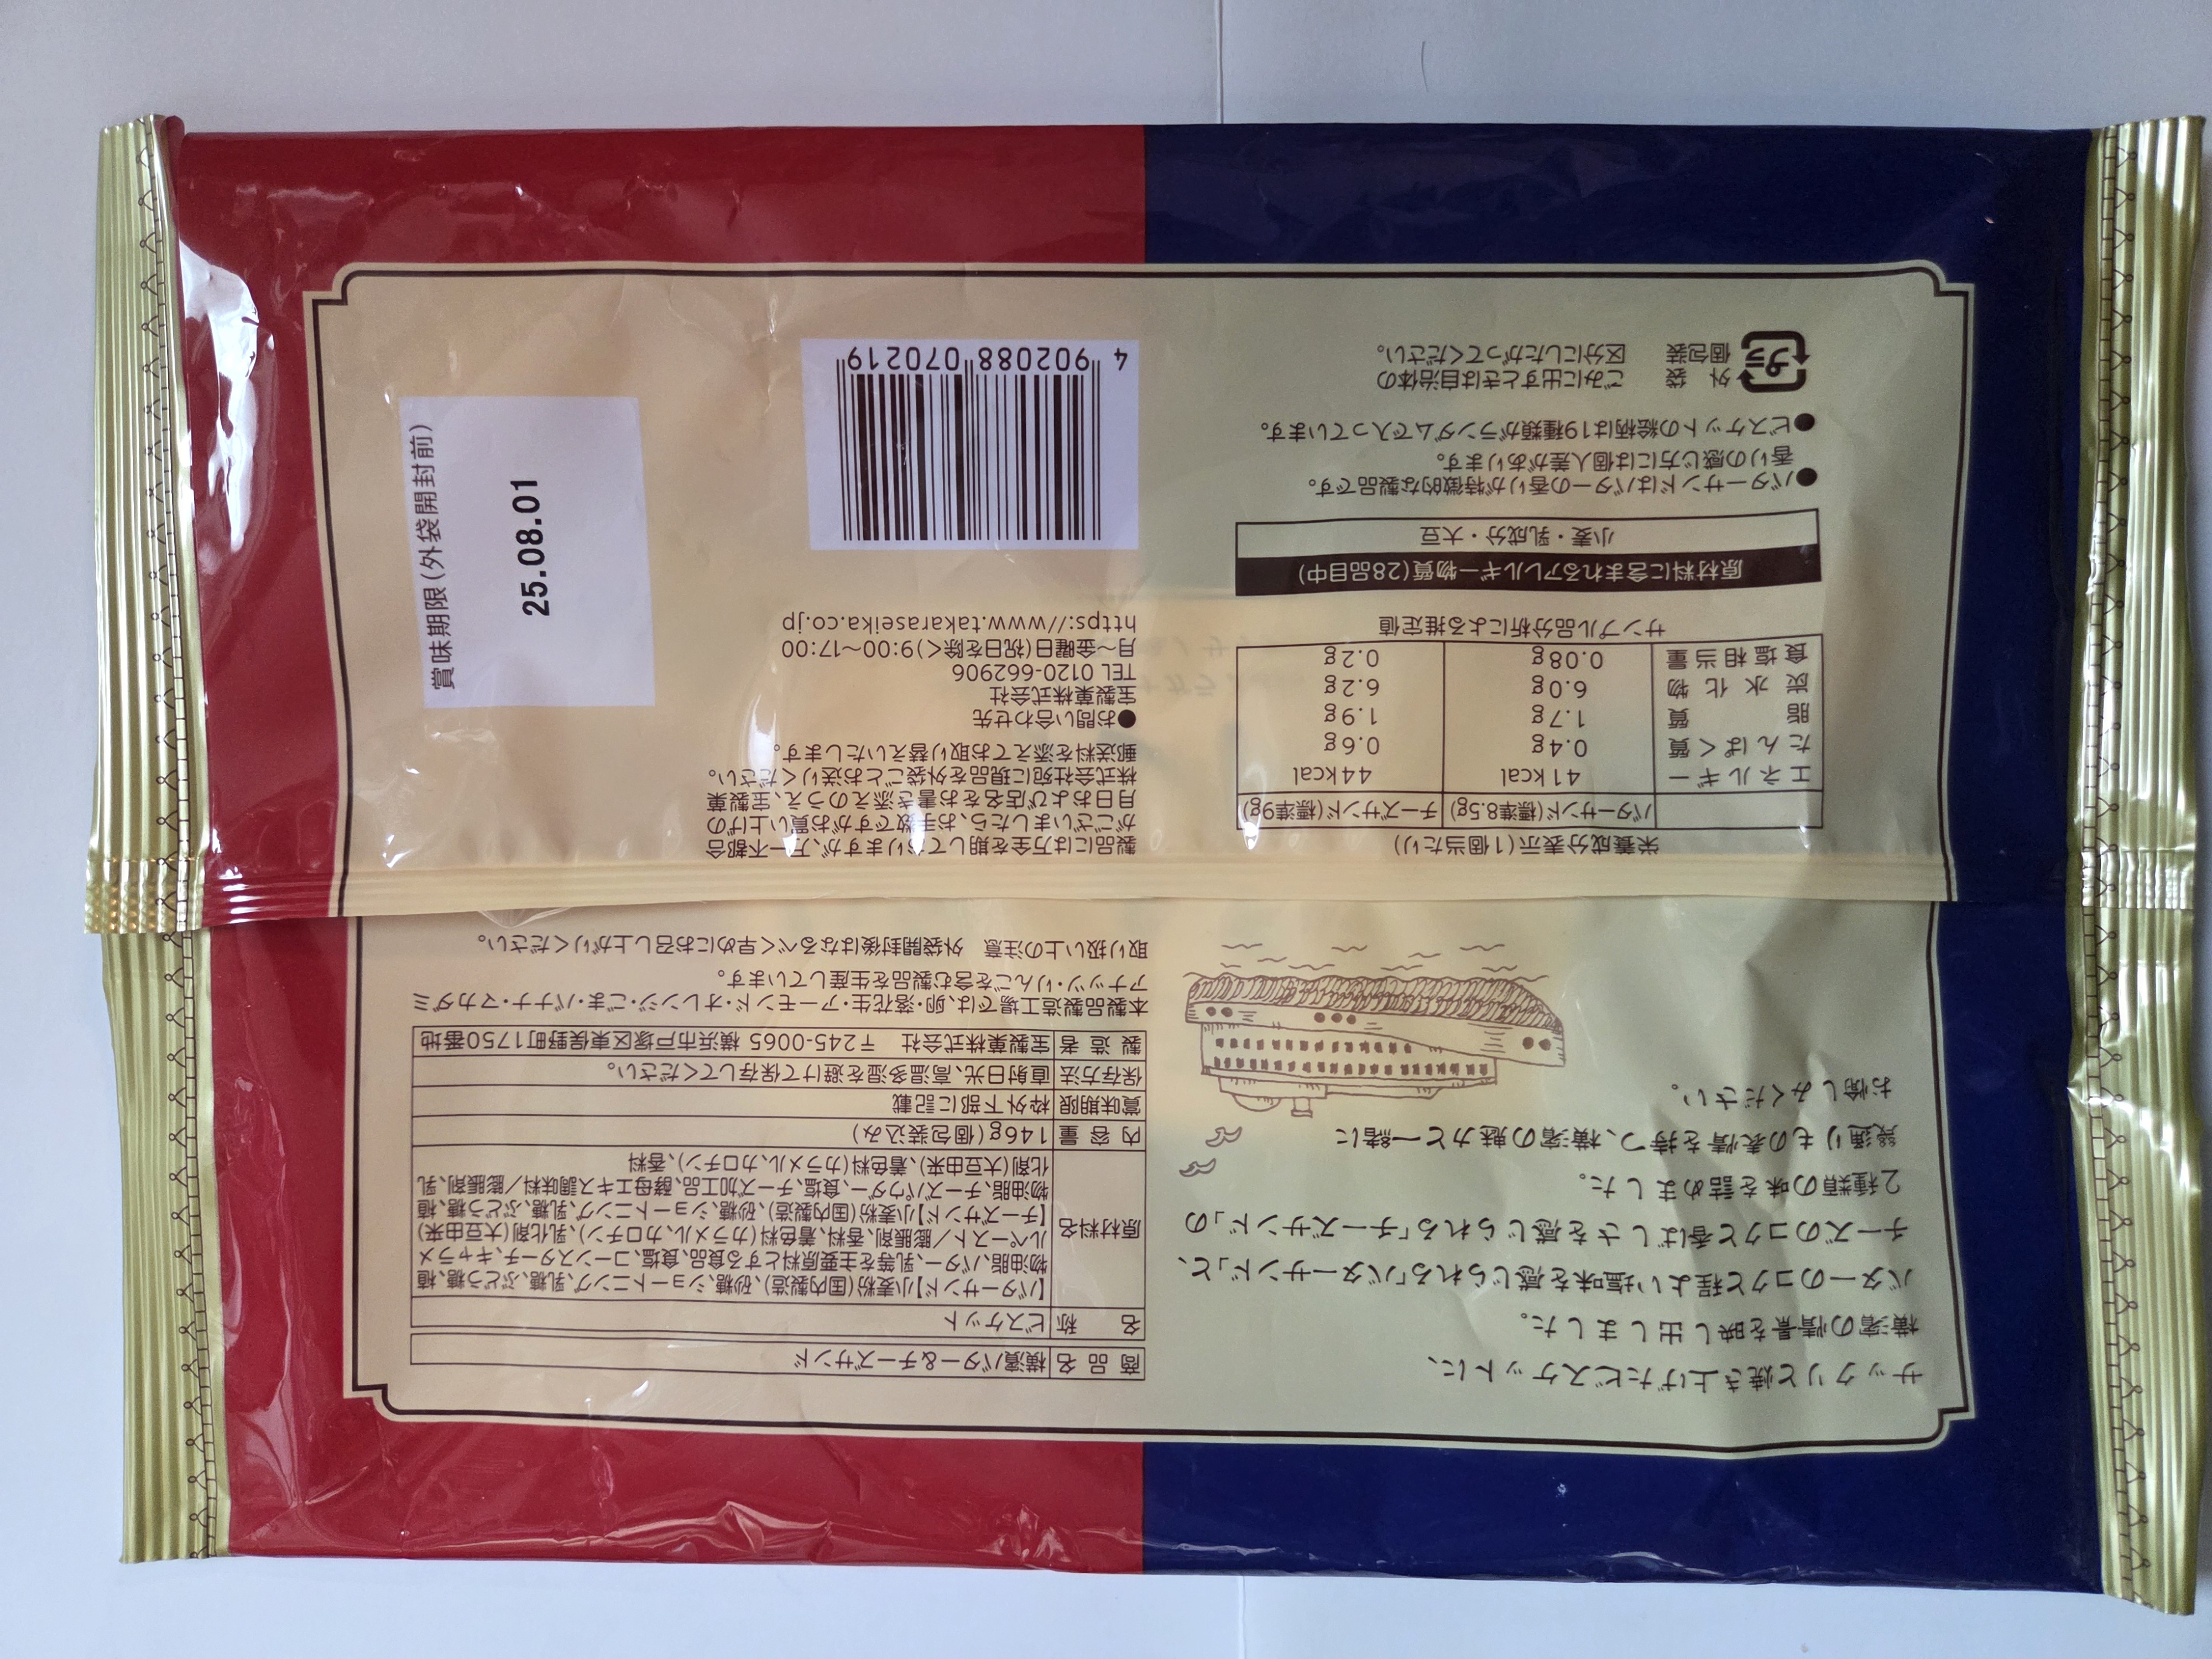 サックリと焼き上げたビスケットに、
横濱の情景を映し出しました。
バターのコクと程よい塩味を感じられる「バターサンド」と、
チーズのコクと香ばしさを感じられる「チーズサンド」の
2種類の味を詰めました。
幾通りもの表情を持つ、横濱の魅力と一緒に
お愉しみください。
商品名 横濱バター&チーズサンド
名称 ビスケット
原材料名 【バターサンド】小麦粉(国内製造)、砂糖、ショートニング、乳糖、ぶどう糖、植
物油脂、バター、乳等を主要原料とする食品、食塩、コーンスターチ、キャラメ
ルペースト/膨脹剤、香料、着色料(カラメル、カロチン)、乳化剤(大豆由来)
【チーズサンド】小麦粉(国内製造)、砂糖、ショートニング、乳糖、ぶどう糖、植
物油脂、チーズパウダー、食塩、チーズ加工品、酵母エキス調味料/膨脹剤、乳
化剤(大豆由来)、着色料(カラメル、カロチン)、香料
内容量 146g(個包装込み)
賞味期限 枠外下部に記載
保存方法 直射日光、高温多湿を避けて保存してください。
製造者 宝製菓株式会社 〒245-0065 横浜市戸塚区東俣野町1750番地
本製品製造工場では、卵・落花生・アーモンド・オレンジ・ごま・バナナ・マカダミ
アナッツ・りんごを含む製品を生産しています。
取り扱い上の注意 外袋開封後はなるべく早めにお召し上がりください。
栄養成分表示(1個当たり)
バターサンド(標準8.5g) チーズサンド(標準9g)
エネルギー 41kcal 44kcal
たんぱく質 0.4g 0.6g
脂質 1.7g 1.9g
炭水化物 6.0g 6.2g
食塩相当量 0.08g 0.2g
サンプル品分析による推定値
原材料に含まれるアレルギー物質(28品目中)
小麦・乳成分・大豆
●バターサンドはバターの香りが特徴的な製品です。
香りの感じ方には個人差があります。
●ビスケットの絵柄は19種類がランダムで入っています。
プラ
外袋 ごみに出すときは自治体の
個包装 区分にしたがってください。
製品には万全を期しておりますが、万一不都合
がございましたら、お手数ですがお買い上げの
月日および店名をお書き添えのうえ、宝製菓
株式会社宛に現品を外袋ごとお送りください。
郵送料を添えてお取り替えいたします。
●お問い合わせ先
宝製菓株式会社
TEL 0120-662906
月〜金曜日(祝日を除く)9:00〜17:00
https://www.takaraseika.co.jp
4 902088 070219
賞味期限(外袋開封前)
25.08.01